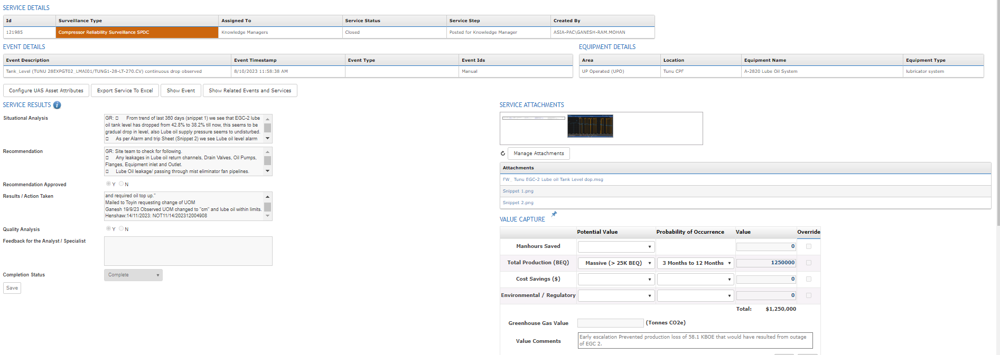 SERVICE DETAILS
Id Surveillance Type Assigned To Service Status Service Step Created By
121985 Compressor Reliability Surveillance SPDC Knowledge Managers Closed Posted for Knowledge Manager ASIA-PAC\GANESH-RAM.MOHAN
EVENT DETAILS
Event Description Event Timestamp Event Type Event Ids
Tank_Level (TUNU 28EXPGT02_LMAI01/TUNG1-28-LT-270.CV) continuous drop observed 8/10/2023 11:58:38 AM Manual
EQUIPMENT DETAILS
Area Location Equipment Name Equipment Type
UP Operated (UPO) Tunu CPF A-2820 Lube Oil System lubricator system
Configure UAS Asset Attributes Export Service To Excel Show Event Show Related Events and Services
SERVICE RESULTS i
Situational Analysis
GR: From trend of last 360 days (snippet 1) we see that EGC-2 lube
oil tank level has dropped from 42.8% to 38.2% till now, this seems to be
gradual drop in level, also Lube oil supply pressure seems to undisturbed.
As per Alarm and trip Sheet (Snippet 2) we see Lube oil level alarm
Recommendation
GR: Site team to check for following.
Any leakages in Lube oil return channels, Drain Valves, Oil Pumps,
Flanges, Equipment inlet and Outlet.
Lube Oil leakage/ passing through mist eliminator fan pipelines.
Recommendation Approved Y N
Results / Action Taken
and required oil top up."
Mailed to Toyin requesting change of UOM
Ganesh 19/9/23 Observed UOM changed to "cm" and lube oil within limits.
Henshaw:14/11/2023: NOT11/14/202312004908
Quality Analysis Y N
Feedback for the Analyst / Specialist
Completion Status Complete
Save
SERVICE ATTACHMENTS
Manage Attachments
Attachments
FW_ Tunu EGC-2 Lube oil Tank Level dop.msg
Snippet 1.png
Snippet 2.png
VALUE CAPTURE
Potential Value Probability of Occurrence Value Override
Manhours Saved 0
Total Production (BEQ) Massive (> 25K BEQ) 3 Months to 12 Months 1250000
Cost Savings ($) 0
Environmental / Regulatory 0
Total: $1,250,000
Greenhouse Gas Value (Tonnes CO2e)
Value Comments
Early escalation Prevented production loss of 58.1 KBOE that would have resulted from outage
of EGC 2.